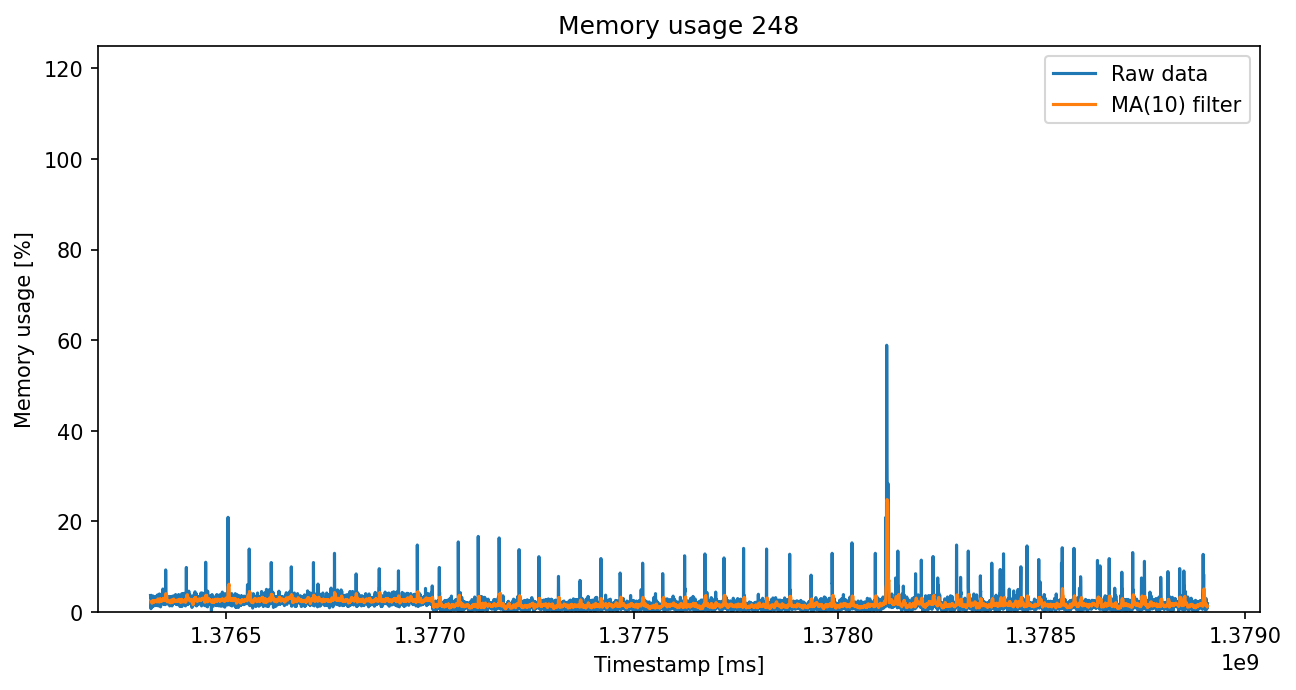 Memory usage 248
Raw data
MA(10) filter
Memory usage [%]
120
100
80
60
40
20
0
1.3765 1.3770 1.3775 1.3780 1.3785 1.3790
1e9
Timestamp [ms]